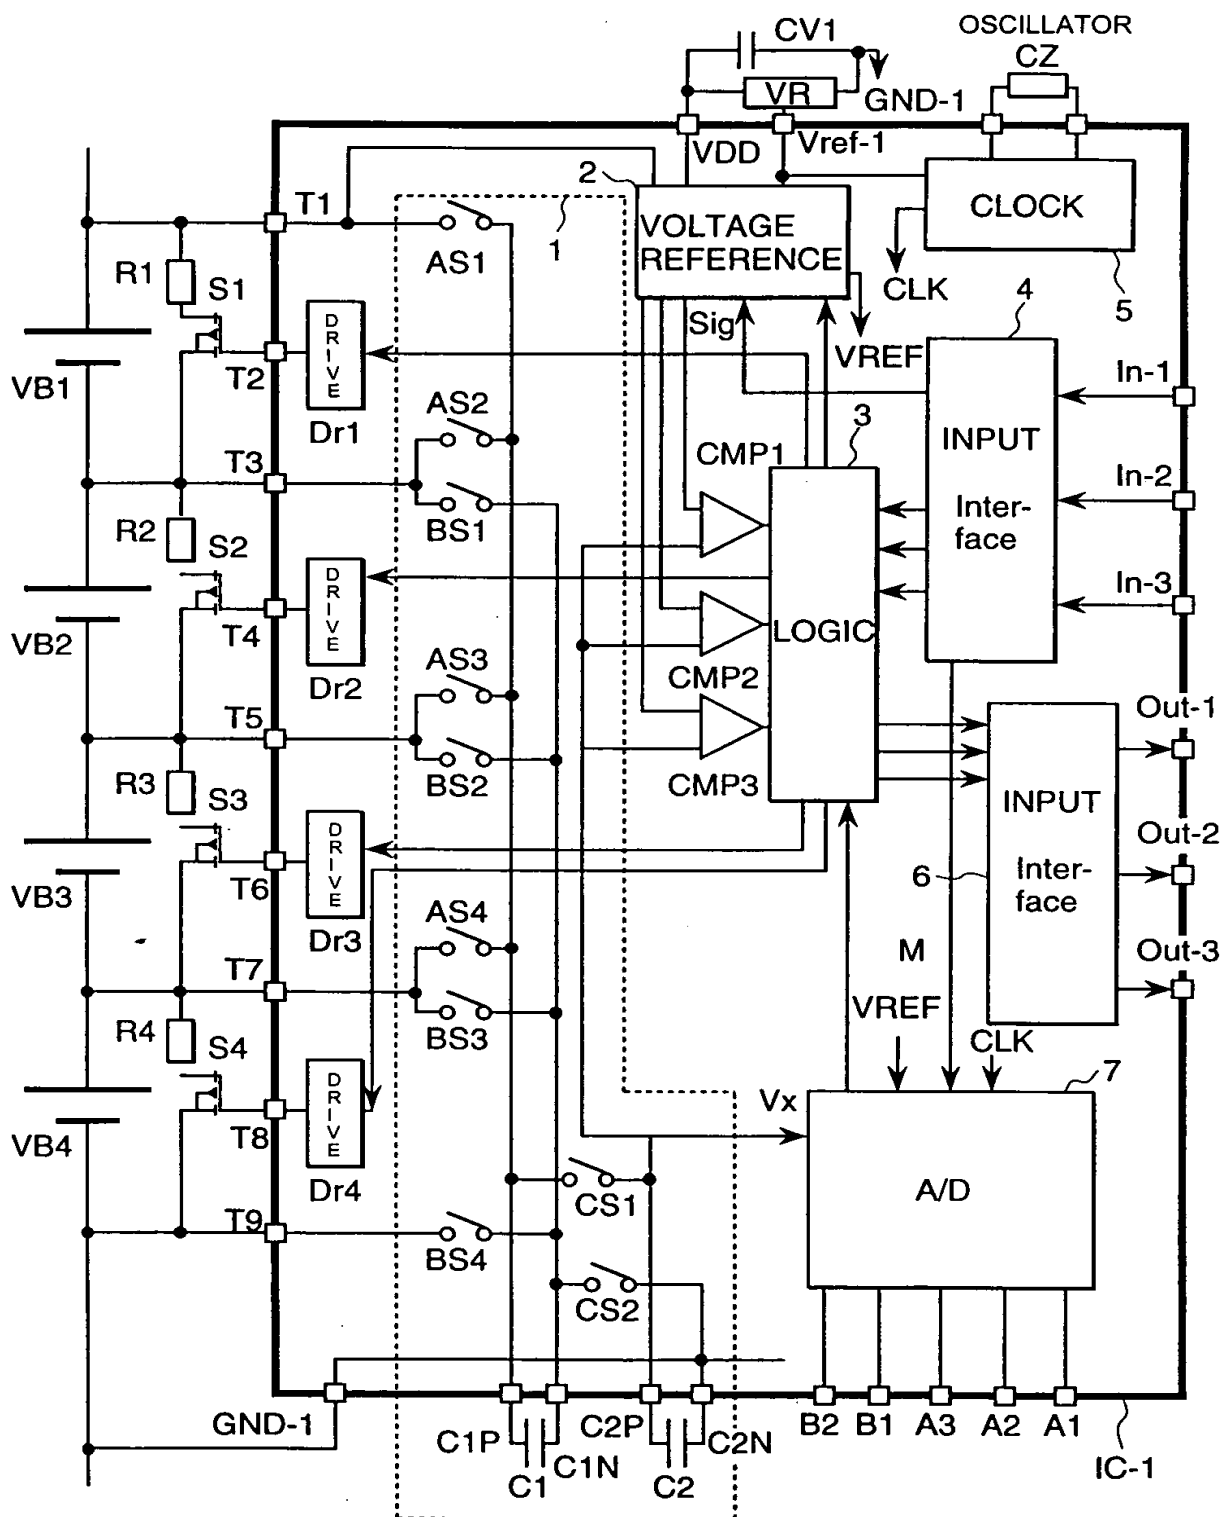 OSCILLATOR
CV1
CZ
VR
GND-1
VDD
Vref-1
2
T1
1
VOLTAGE
REFERENCE
CLOCK
AS1
R1
S1
CLK
5
4
DRIVE
Sig
VREF
T2
VB1
In-1
AS2
Dr1
3
CMP1
INPUT
T3
In-2
BS1
Inter-
face
R2
S2
DRIVE
In-3
T4
LOGIC
VB2
AS3
CMP2
Dr2
T5
Out-1
BS2
CMP3
R3
S3
INPUT
DRIVE
Out-2
T6
6
Inter-
face
VB3
AS4
Dr3
M
Out-3
T7
VREF
R4
BS3
S4
CLK
DRIVE
7
Vx
T8
VB4
Dr4
CS1
A/D
T9
BS4
CS2
GND-1
C1P
C1N
C2P
C2N
B2
B1
A3
A2
A1
C1
C2
IC-1